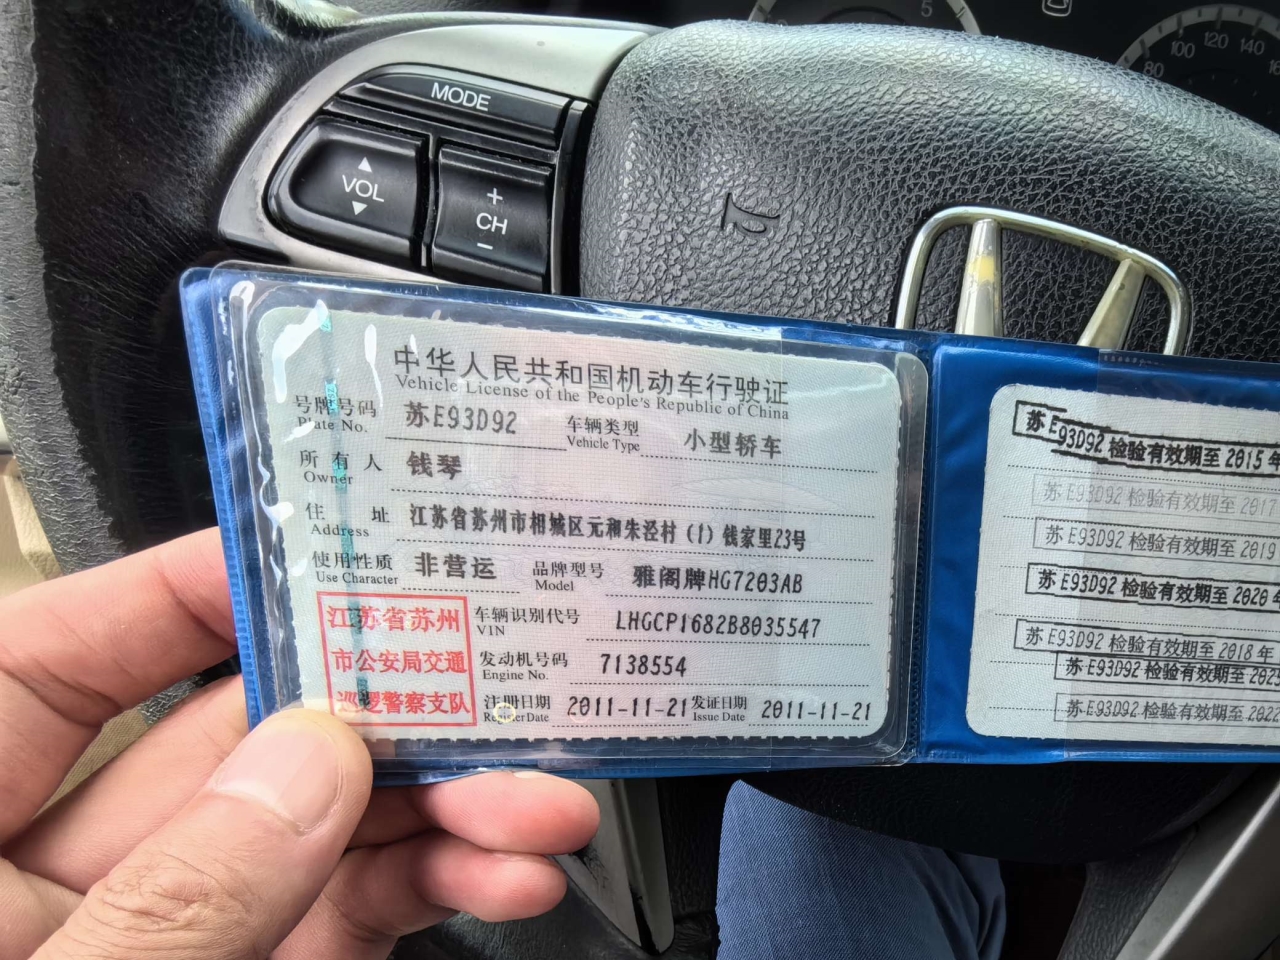 5
80 100 120 140
MODE
VOL
+
CH
−
中华人民共和国机动车行驶证
Vehicle License of the People's Republic of China
号牌号码 苏E93D92 车辆类型 小型轿车
Plate No. Vehicle Type
所有人 钱琴
Owner
住址 江苏省苏州市相城区元和朱泾村（1）钱家里23号
Address
使用性质 非营运 品牌型号 雅阁牌HG7203AB
Use Character Model
江苏省苏州
市公安局交通
巡逻警察支队
车辆识别代号 LHGCP1682B8035547
VIN
发动机号码 7138554
Engine No.
注册日期 2011-11-21 发证日期 2011-11-21
Register Date Issue Date
苏E93D92 检验有效期至 2015 年
苏E93D92 检验有效期至 2017
苏E93D92 检验有效期至 2019
苏E93D92 检验有效期至 2020 年
苏E93D92 检验有效期至 2018 年
苏E93D92 检验有效期至
苏E93D92 检验有效期至